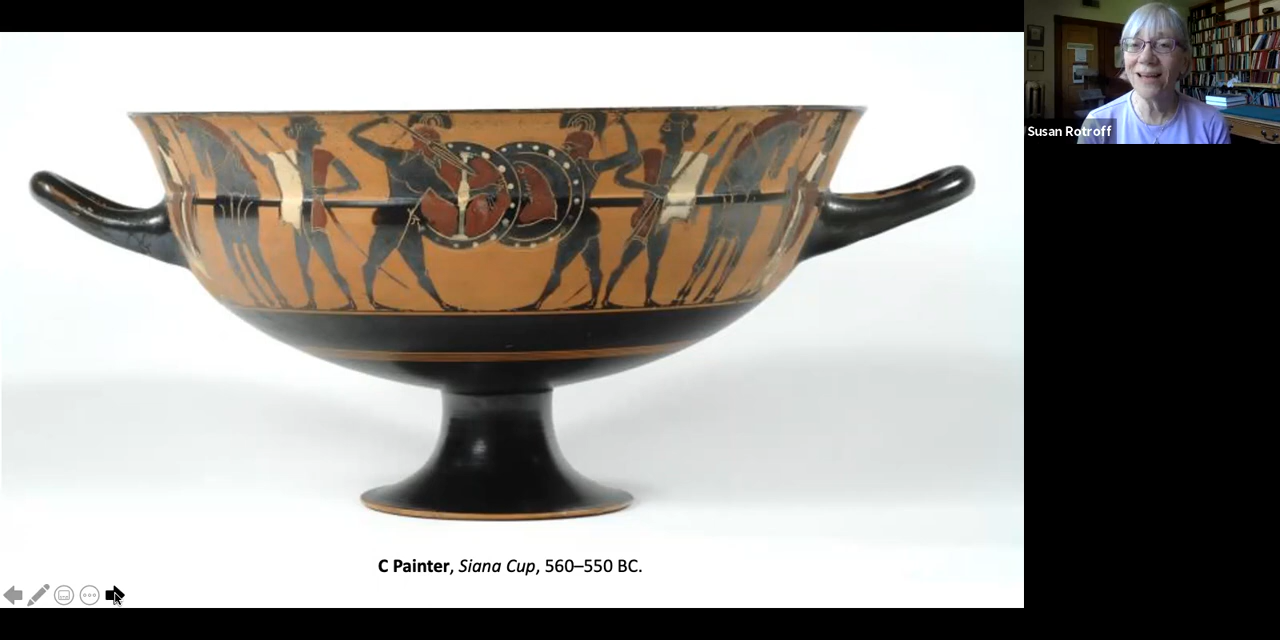 Susan Rotroff
C Painter, Siana Cup, 560–550 BC.